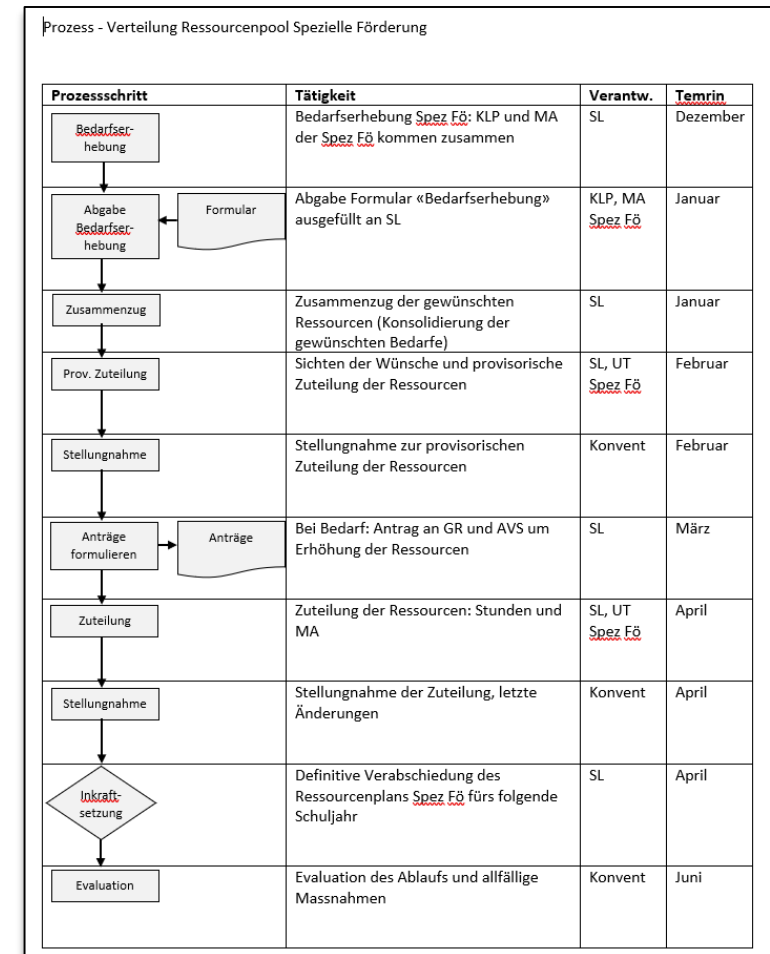 Prozess - Verteilung Ressourcenpool Spezielle Förderung
Prozessschritt Tätigkeit Verantw. Temrin
Bedarfser-
hebung
Bedarfserhebung Spez Fö: KLP und MA
der Spez Fö kommen zusammen
SL
Dezember
Abgabe
Bedarfser-
hebung
Formular
Abgabe Formular «Bedarfserhebung»
ausgefüllt an SL
KLP, MA
Spez Fö
Januar
Zusammenzug
Zusammenzug der gewünschten
Ressourcen (Konsolidierung der
gewünschten Bedarfe)
SL
Januar
Prov. Zuteilung
Sichten der Wünsche und provisorische
Zuteilung der Ressourcen
SL, UT
Spez Fö
Februar
Stellungnahme
Stellungnahme zur provisorischen
Zuteilung der Ressourcen
Konvent
Februar
Anträge
formulieren
Anträge
Bei Bedarf: Antrag an GR und AVS um
Erhöhung der Ressourcen
SL
März
Zuteilung
Zuteilung der Ressourcen: Stunden und
MA
SL, UT
Spez Fö
April
Stellungnahme
Stellungnahme der Zuteilung, letzte
Änderungen
Konvent
April
Inkraft-
setzung
Definitive Verabschiedung des
Ressourcenplans Spez Fö fürs folgende
Schuljahr
SL
April
Evaluation
Evaluation des Ablaufs und allfällige
Massnahmen
Konvent
Juni